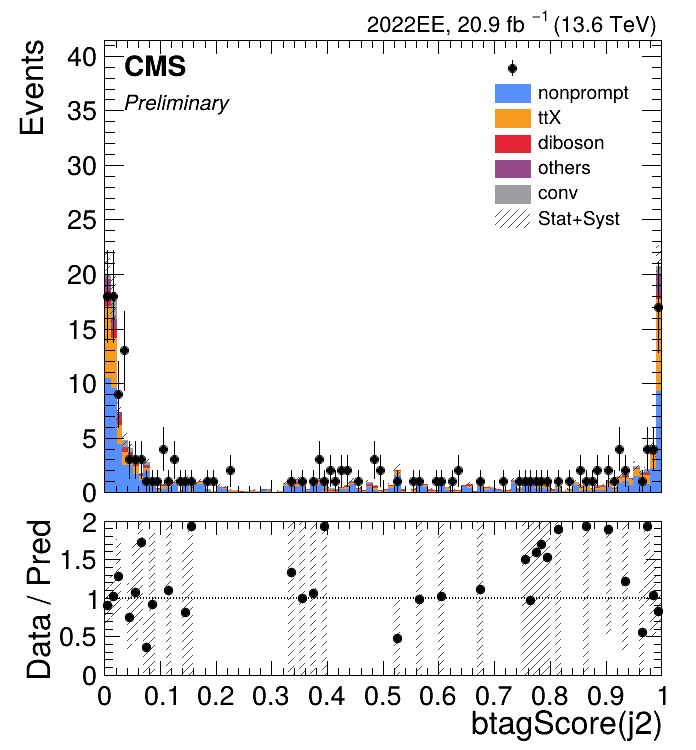 2022EE, 20.9 fb⁻¹ (13.6 TeV)
CMS
Preliminary
nonprompt
ttX
diboson
others
conv
Stat+Syst
Events
40
35
30
25
20
15
10
5
0
Data / Pred
2
1.5
1
0.5
0
0 0.1 0.2 0.3 0.4 0.5 0.6 0.7 0.8 0.9 1
btagScore(j2)